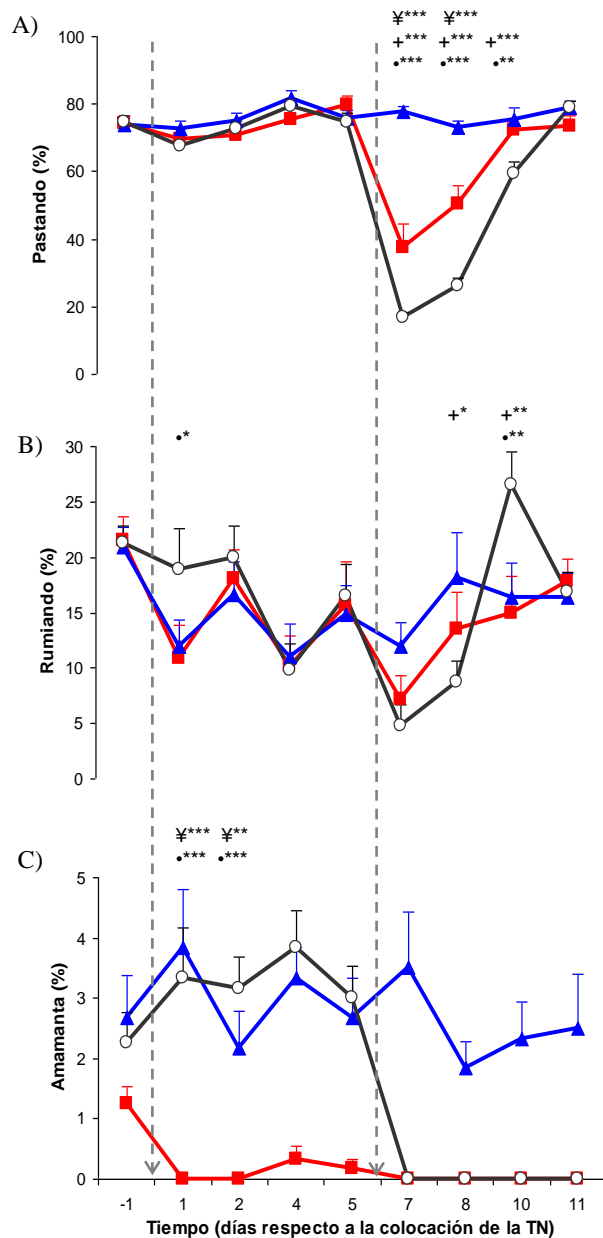 A)
¥*** ¥***
+*** +*** +***
•*** •*** •**
100
80
60
40
20
0
Pastando (%)
B)
•* +* +**
•**
30
25
20
15
10
5
0
Rumiando (%)
C)
¥*** ¥**
•*** •***
5
4
3
2
1
0
Amamanta (%)
-1 1 2 4 5 7 8 10 11
Tiempo (días respecto a la colocación de la TN)